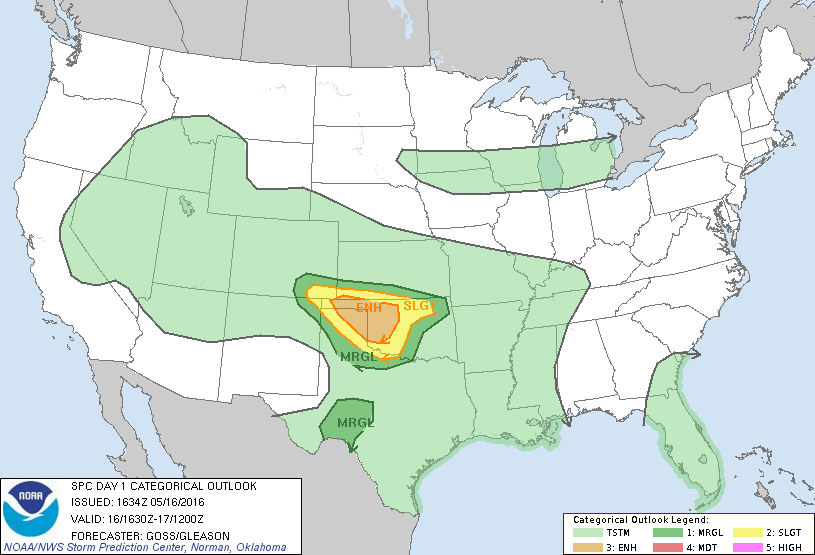 ENH
SLG
MRGL
MRGL
NOAA
SPC DAY 1 CATEGORICAL OUTLOOK
ISSUED: 1634Z 05/16/2016
VALID: 16/1630Z-17/1200Z
FORECASTER: GOSS/GLEASON
NOAA/NWS Storm Prediction Center, Norman, Oklahoma
Categorical Outlook Legend:
TSTM 1: MRGL 2: SLGT
3: ENH 4: MDT 5: HIGH